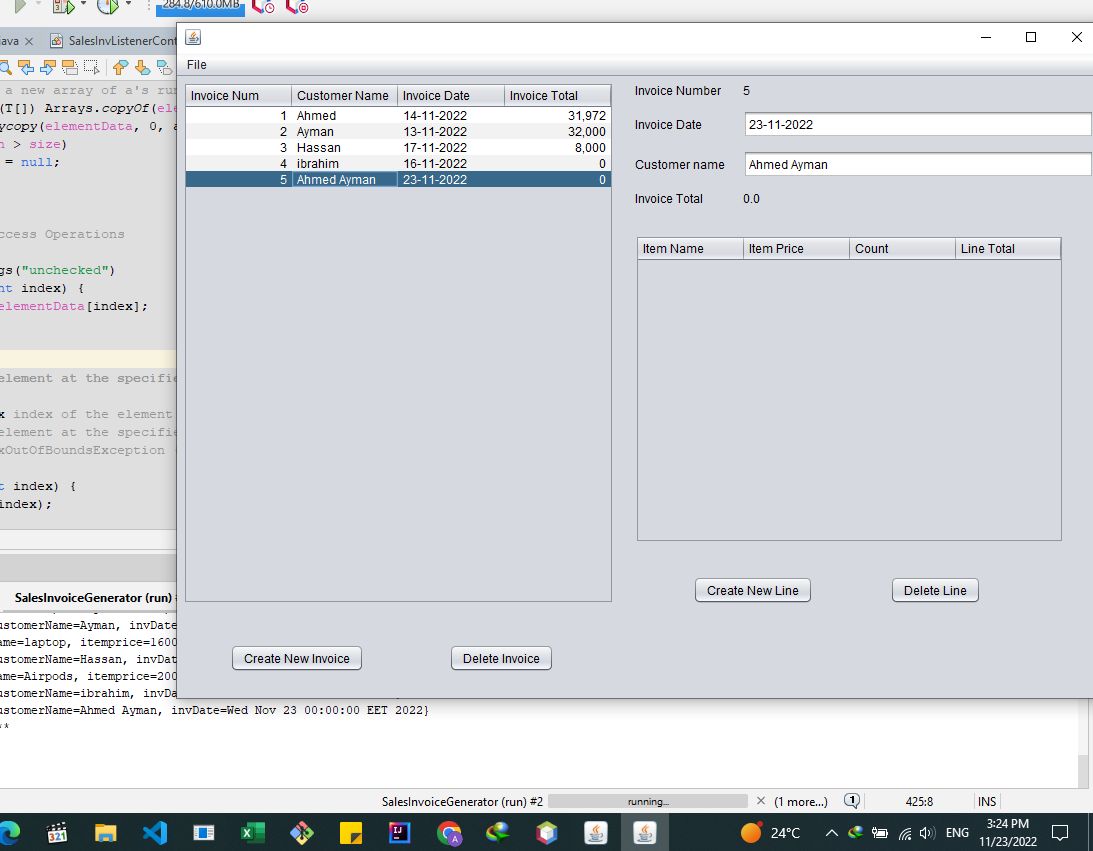 284.8/610.0MB
java
SalesInvListenerCont
a new array of a's run
(T[]) Arrays.copyOf(ele
ycopy(elementData, 0, a
n > size)
= null;
ccess Operations
gs("unchecked")
nt index) {
elementData[index];
element at the specifie
x index of the element
element at the specifie
xOutOfBoundsException
t index) {
index);
File
Invoice Num Customer Name Invoice Date Invoice Total
1 Ahmed 14-11-2022 31,972
2 Ayman 13-11-2022 32,000
3 Hassan 17-11-2022 8,000
4 ibrahim 16-11-2022 0
5 Ahmed Ayman 23-11-2022 0
Create New Invoice Delete Invoice
Invoice Number 5
Invoice Date 23-11-2022
Customer name Ahmed Ayman
Invoice Total 0.0
Item Name Item Price Count Line Total
Create New Line Delete Line
SalesInvoiceGenerator (run)
ustomerName=Ayman, invDate
ame=laptop, itemprice=1600
ustomerName=Hassan, invDat
ame=Airpods, itemprice=200
ustomerName=ibrahim, invDa
ustomerName=Ahmed Ayman, invDate=Wed Nov 23 00:00:00 EET 2022}
**
SalesInvoiceGenerator (run) #2 running... (1 more...) 1 425:8 INS
321
24°C
ENG
3:24 PM
11/23/2022